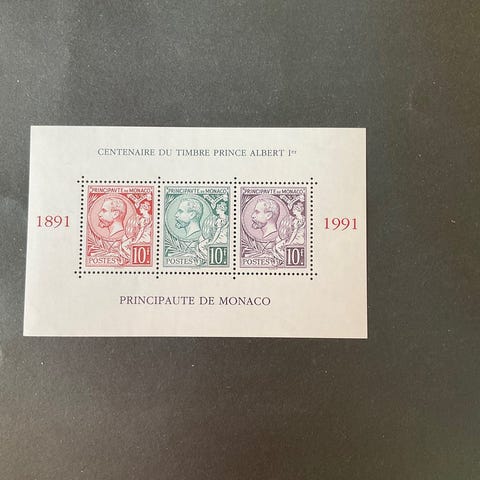 CENTENAIRE DU TIMBRE PRINCE ALBERT Ier
1891
1991
PRINCIPAUTE DE MONACO
POSTES 10F
PRINCIPAUTE DE MONACO
POSTES 10F
PRINCIPAUTE DE MONACO
POSTES 10F
PRINCIPAUTE DE MONACO